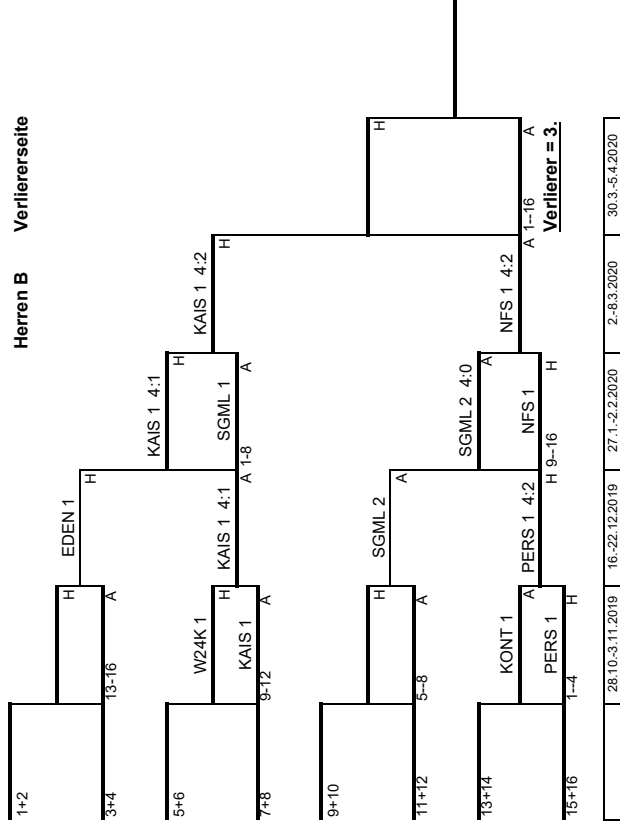 Herren B Verliererseite
1+2
3+4
5+6
7+8
9+10
11+12
13+14
15+16
H
A
13-16
W24K 1
H
KAIS 1
A
9-12
H
A
5--8
KONT 1
A
PERS 1
H
1--4
28.10.-3.11.2019
EDEN 1
H
KAIS 1 4:1
A 1-8
SGML 2
A
PERS 1 4:2
H 9--16
16.-22.12.2019
KAIS 1 4:1
H
SGML 1
A
SGML 2 4:0
A
NFS 1
H
27.1.-2.2.2020
KAIS 1 4:2
H
NFS 1 4:2
A 1--16
2.-8.3.2020
H
A
Verlierer = 3.
30.3.-5.4.2020